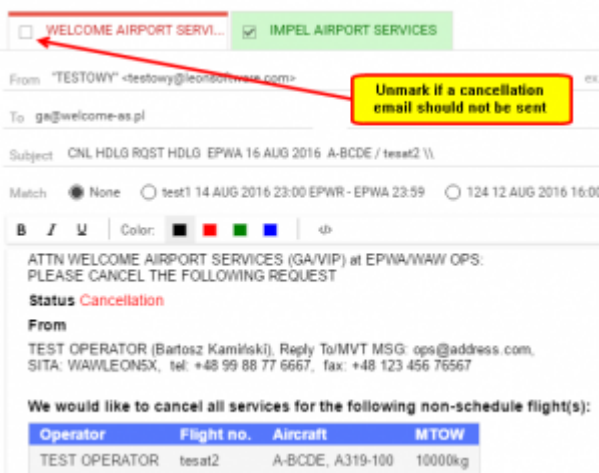 WELCOME AIRPORT SERVI... IMPEL AIRPORT SERVICES
From "TESTOWY" <testowy@leonsoftware.com> ex
Unmark if a cancellation
email should not be sent
To ga@welcome-as.pl
Subject CNL HDLG RQST HDLG EPWA 16 AUG 2016 A-BCDE / tesat2 \\
Match None test1 14 AUG 2016 23:00 EPWR - EPWA 23:59 124 12 AUG 2016 16:00
B I U Color: </>
ATTN WELCOME AIRPORT SERVICES (GA/VIP) at EPWA/WAW OPS:
PLEASE CANCEL THE FOLLOWING REQUEST
Status Cancellation
From
TEST OPERATOR (Bartosz Kamiński), Reply To/MVT MSG: ops@address.com,
SITA: WAWLEON5X, tel: +48 99 88 77 6667, fax: +48 123 456 76567
We would like to cancel all services for the following non-schedule flight(s):
Operator Flight no. Aircraft MTOW
TEST OPERATOR tesat2 A-BCDE, A319-100 10000kg